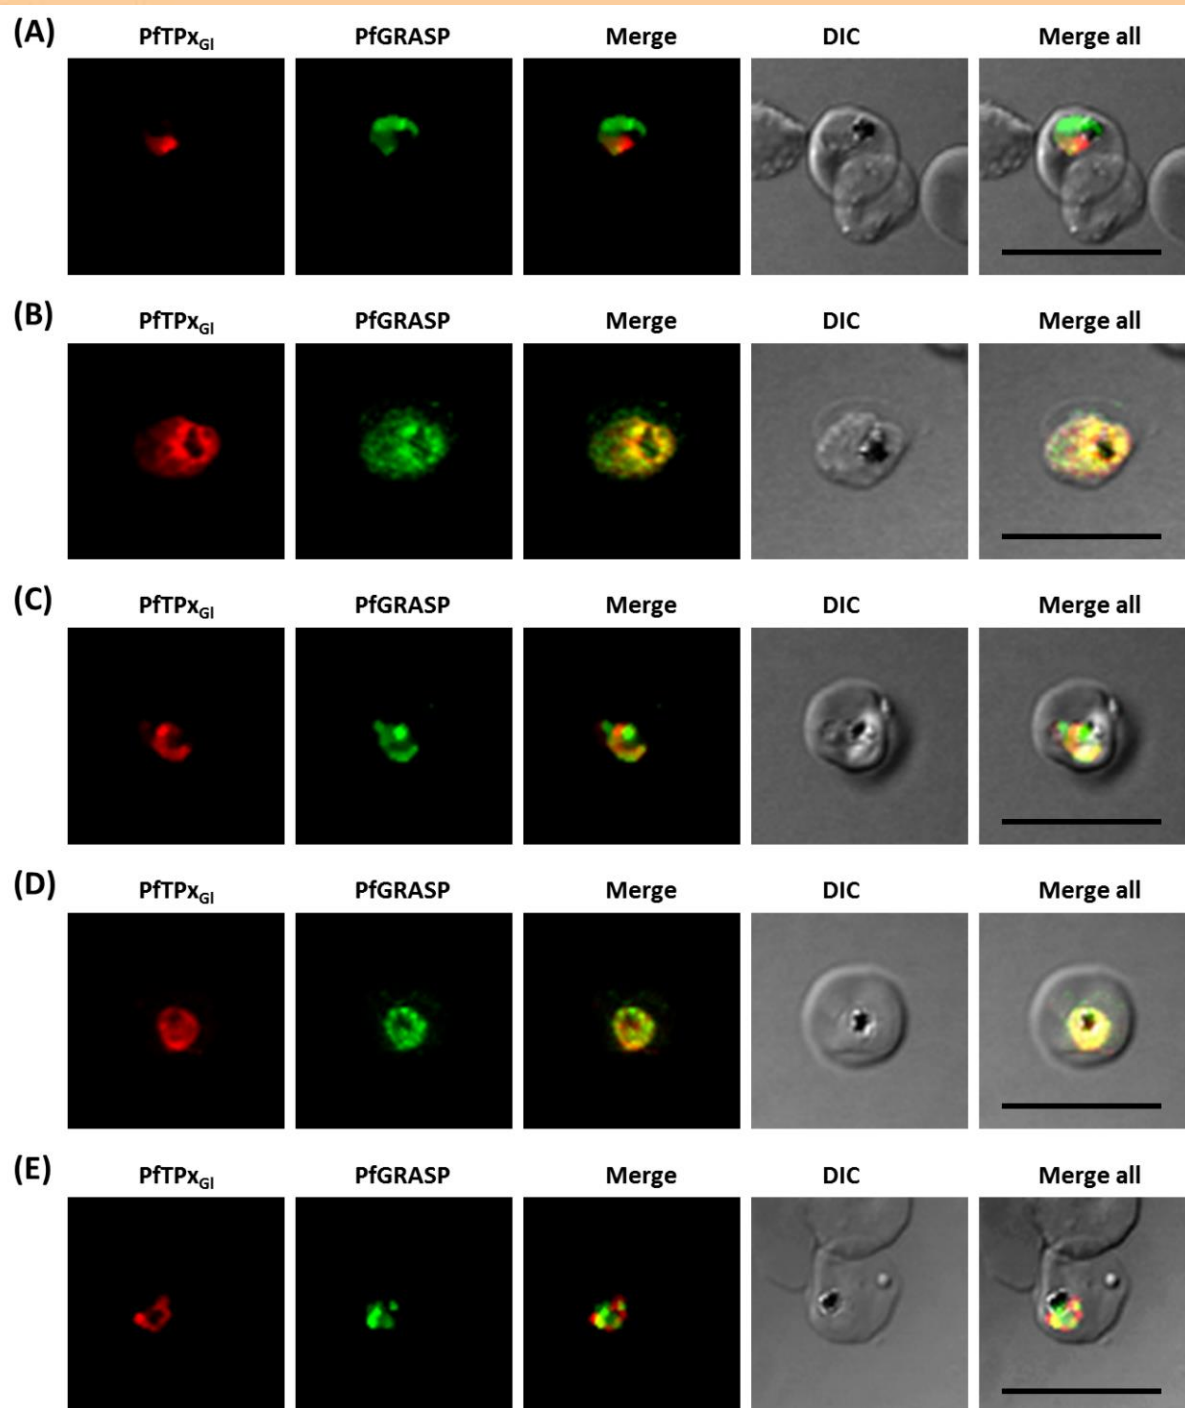 (A) PfTPxGl PfGRASP Merge DIC Merge all
(B) PfTPxGl PfGRASP Merge DIC Merge all
(C) PfTPxGl PfGRASP Merge DIC Merge all
(D) PfTPxGl PfGRASP Merge DIC Merge all
(E) PfTPxGl PfGRASP Merge DIC Merge all